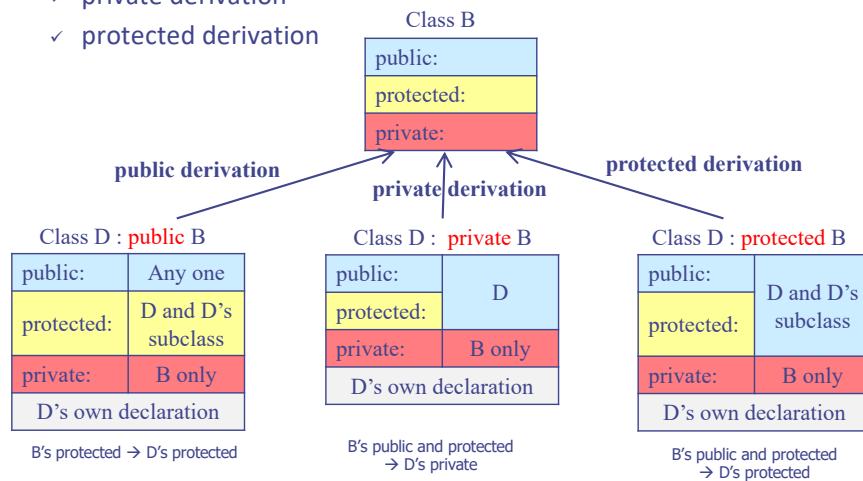 ✓ private derivation
✓ protected derivation
Class B
public:
protected:
private:
public derivation
private derivation
protected derivation
Class D : public B
public:
Any one
protected:
D and D's
subclass
private:
B only
D's own declaration
B's protected → D's protected
Class D : private B
public:
protected:
D
private:
B only
D's own declaration
B's public and protected
→ D's private
Class D : protected B
public:
protected:
D and D's
subclass
private:
B only
D's own declaration
B's public and protected
→ D's protected